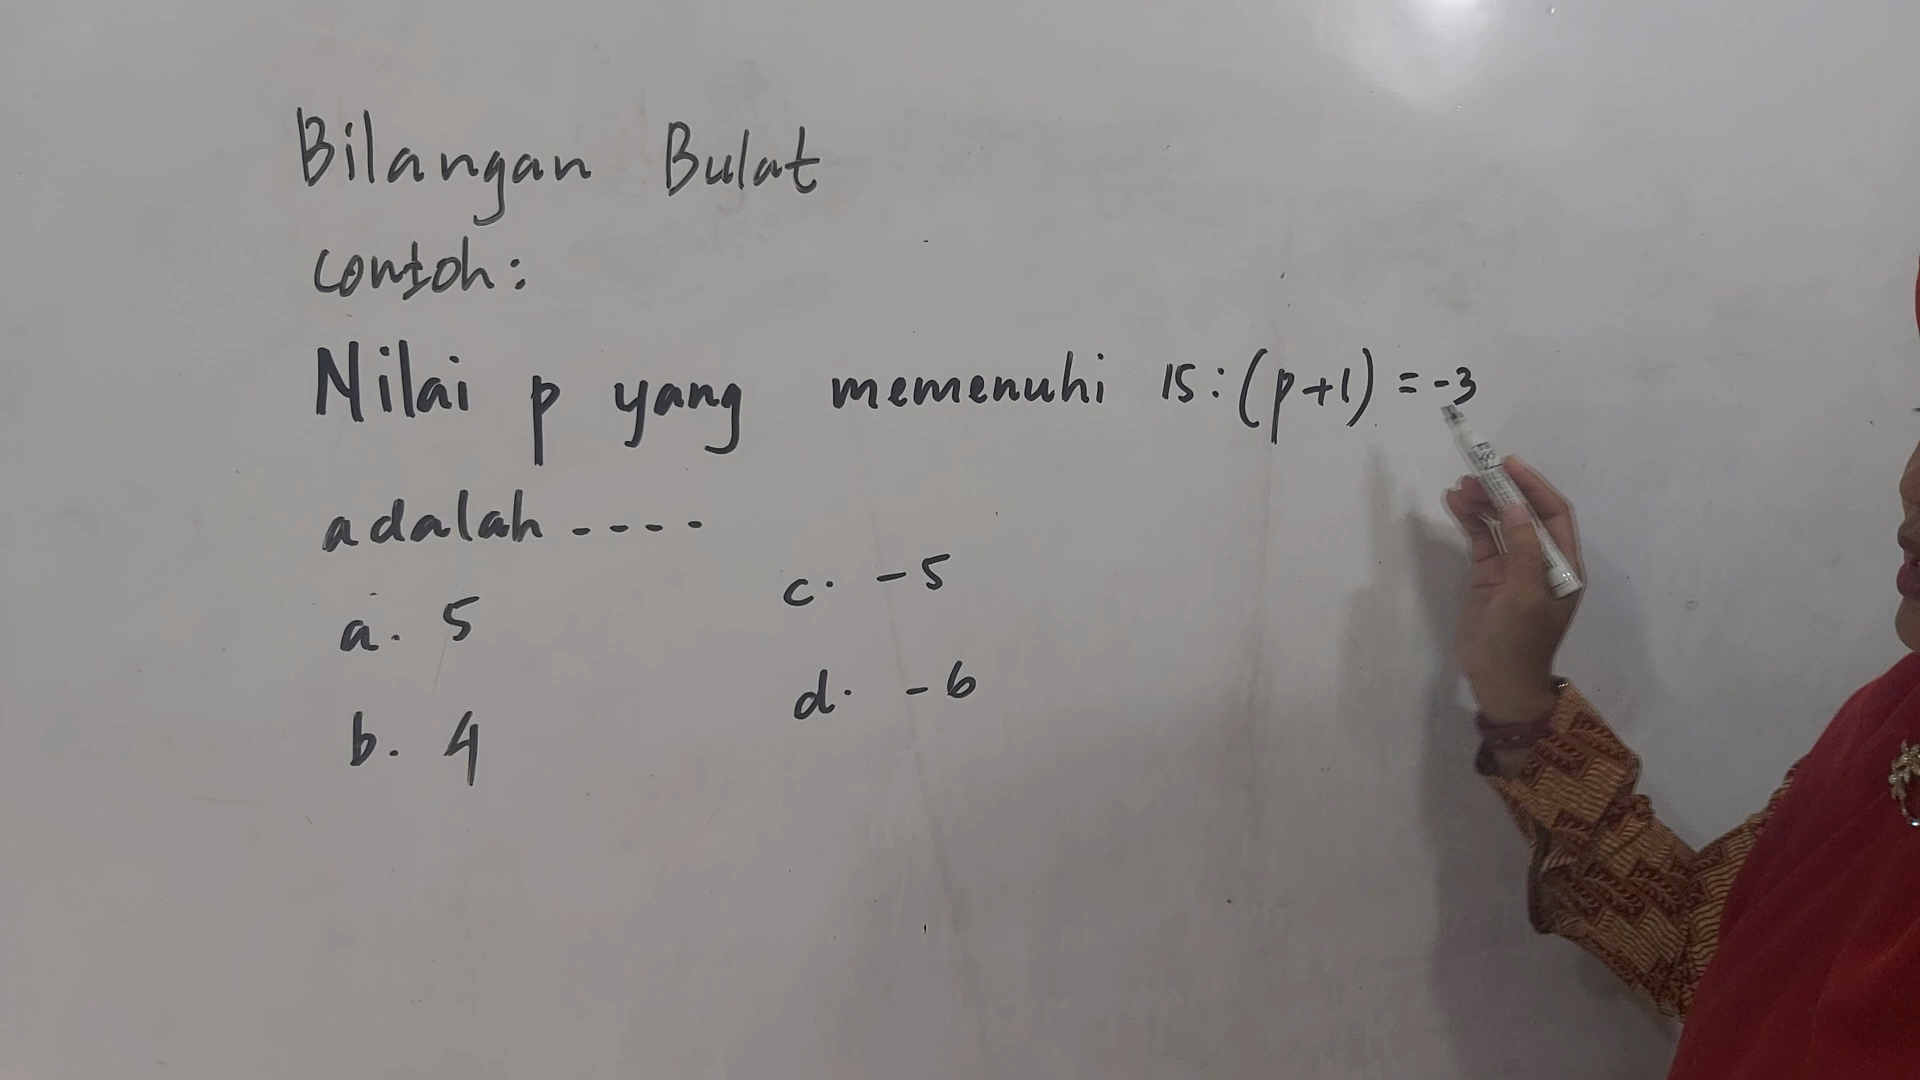 Bilangan Bulat
Contoh:
Nilai p yang memenuhi 15:(p+1) = -3
adalah ....
a. 5
b. 4
c. -5
d. -6